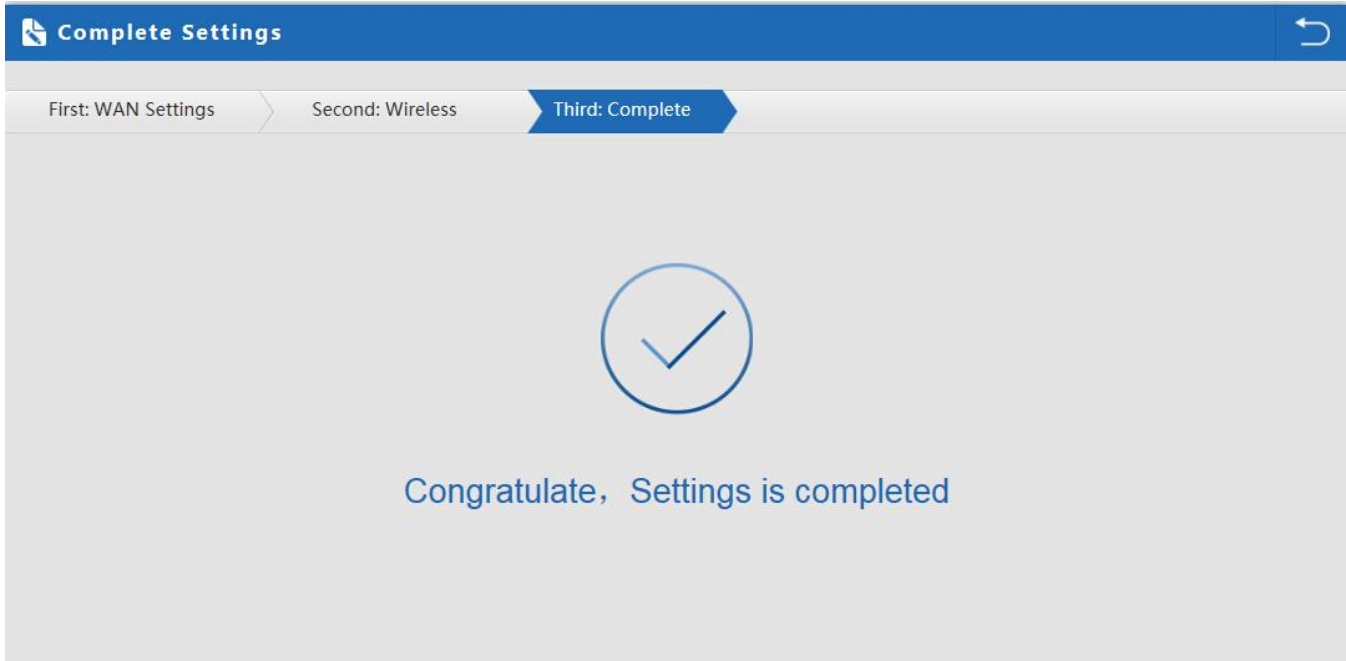 Complete Settings
First: WAN Settings Second: Wireless Third: Complete
Congratulate，Settings is completed